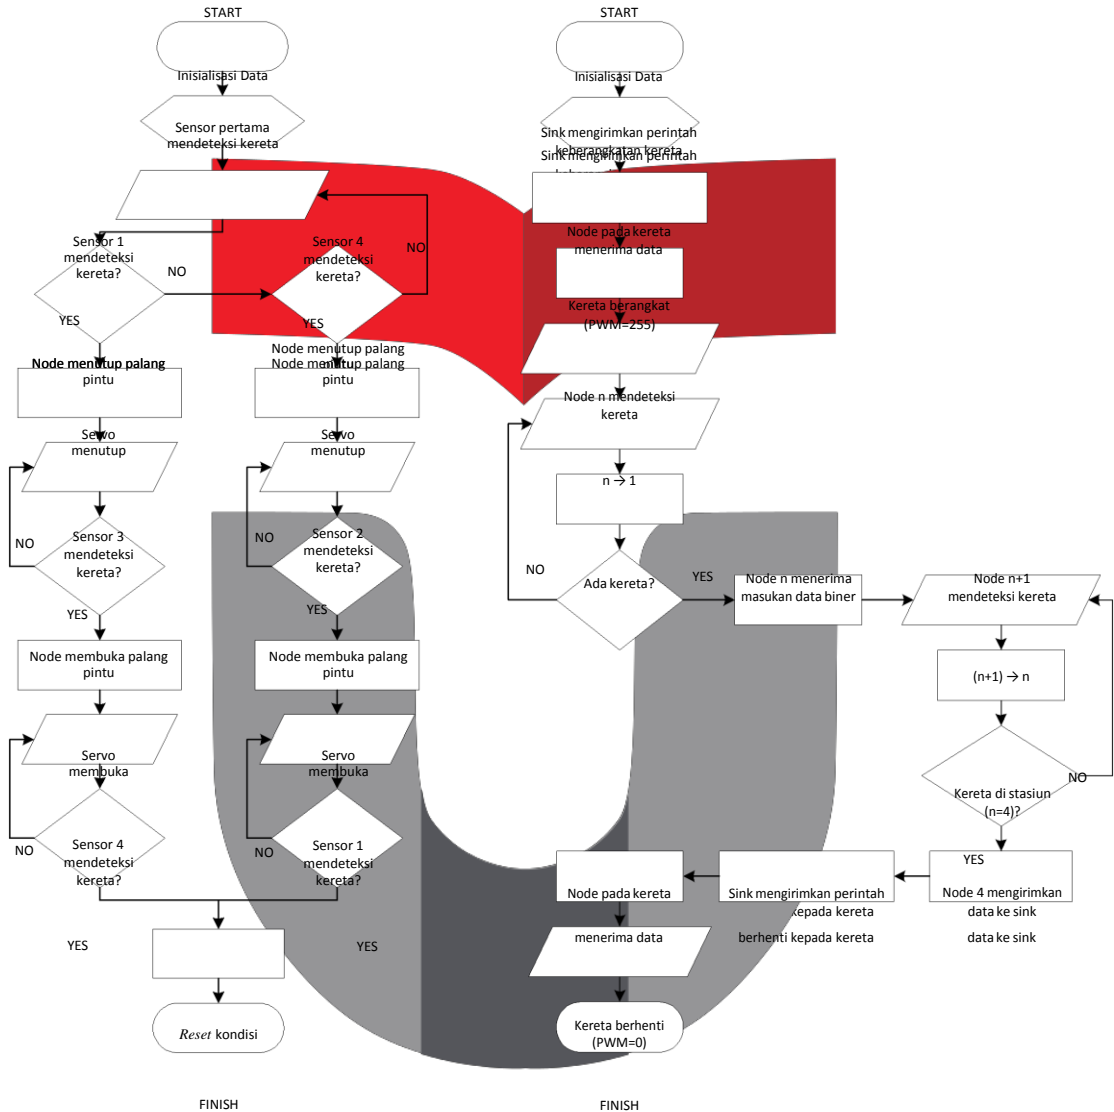 START
Inisialisasi Data
Sensor pertama
mendeteksi kereta
Sensor 1
mendeteksi
kereta?
NO
YES
Sensor 4
mendeteksi
kereta?
NO
YES
Node menutup palang
pintu
Servo
menutup
Sensor 3
mendeteksi
kereta?
NO
YES
Node membuka palang
pintu
Servo
membuka
Sensor 4
mendeteksi
kereta?
NO
YES
Node menutup palang
Node menutup palang
pintu
Servo
menutup
Sensor 2
mendeteksi
kereta?
NO
YES
Node membuka palang
pintu
Servo
membuka
Sensor 1
mendeteksi
kereta?
NO
YES
Reset kondisi
FINISH
START
Inisialisasi Data
Sink mengirimkan perintah
keberangkatan kereta
Sink mengirimkan perintah
Node pada kereta
menerima data
Kereta berangkat
(PWM=255)
Node n mendeteksi
kereta
n → 1
Ada kereta?
NO
YES
Node n menerima
masukan data biner
Node n+1
mendeteksi kereta
(n+1) → n
Kereta di stasiun
(n=4)?
NO
YES
Node 4 mengirimkan
data ke sink
data ke sink
Sink mengirimkan perintah
kepada kereta
berhenti kepada kereta
Node pada kereta
menerima data
Kereta berhenti
(PWM=0)
FINISH